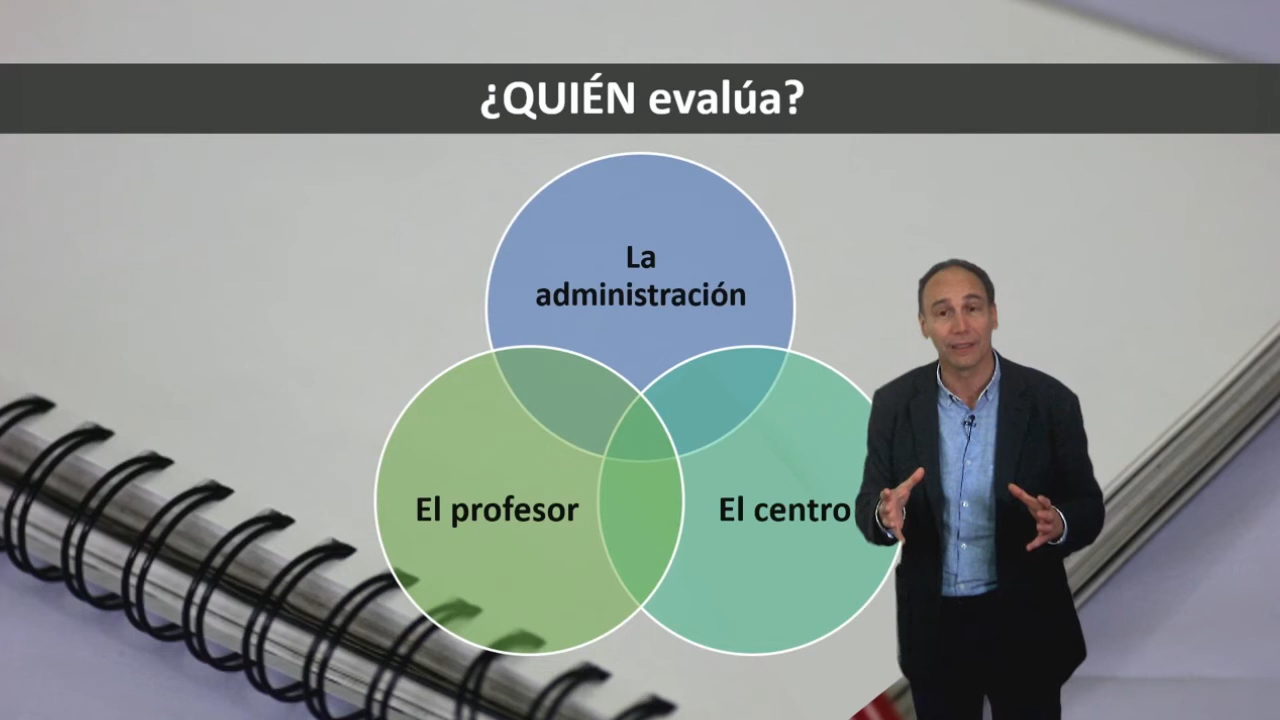 ¿QUIÉN evalúa?
La
administración
El profesor
El centro